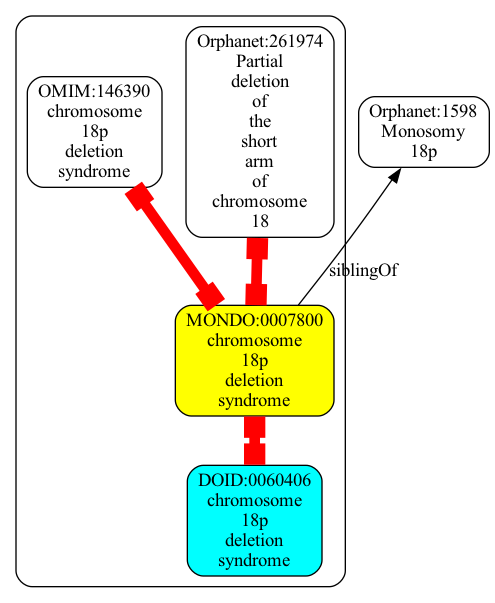 Orphanet:261974
Partial
deletion
of
the
short
arm
of
chromosome
18
OMIM:146390
chromosome
18p
deletion
syndrome
Orphanet:1598
Monosomy
18p
siblingOf
MONDO:0007800
chromosome
18p
deletion
syndrome
DOID:0060406
chromosome
18p
deletion
syndrome